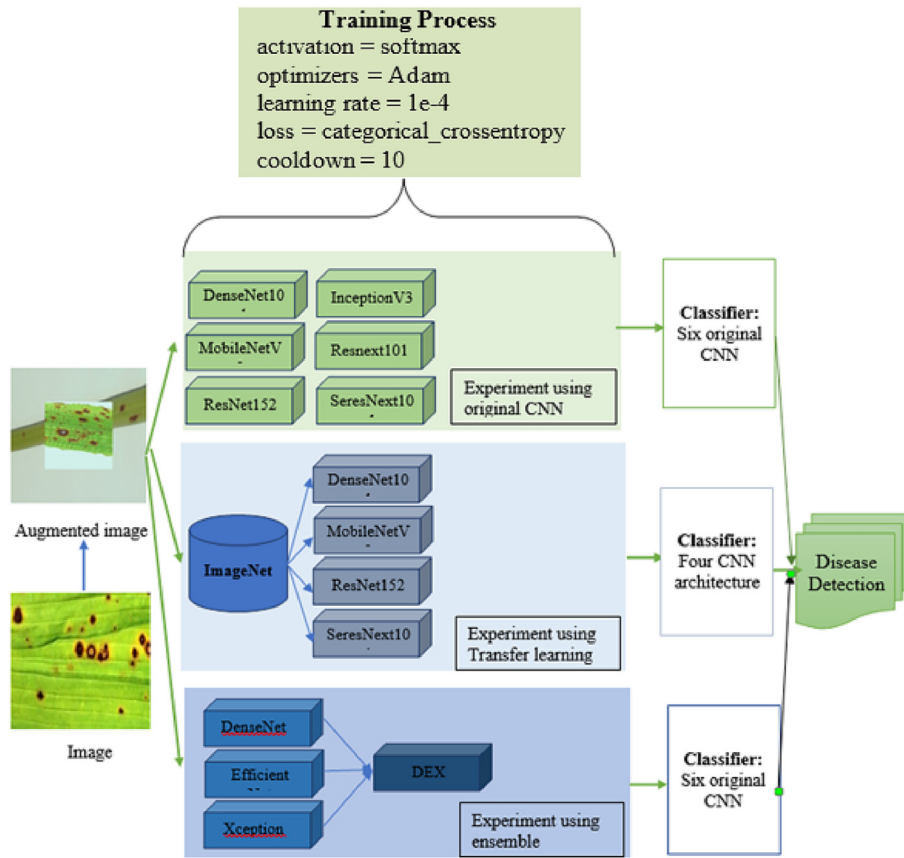 Training Process
activation = softmax
optimizers = Adam
learning rate = 1e-4
loss = categorical_crossentropy
cooldown = 10
DenseNet10
InceptionV3
MobileNetV
Resnext101
ResNet152
SeresNext10
Experiment using
original CNN
Classifier:
Six original
CNN
Augmented image
Image
ImageNet
DenseNet10
MobileNetV
ResNet152
SeresNext10
Experiment using
Transfer learning
Classifier:
Four CNN
architecture
Disease
Detection
DenseNet
Efficient
Xception
DEX
Experiment using
ensemble
Classifier:
Six original
CNN